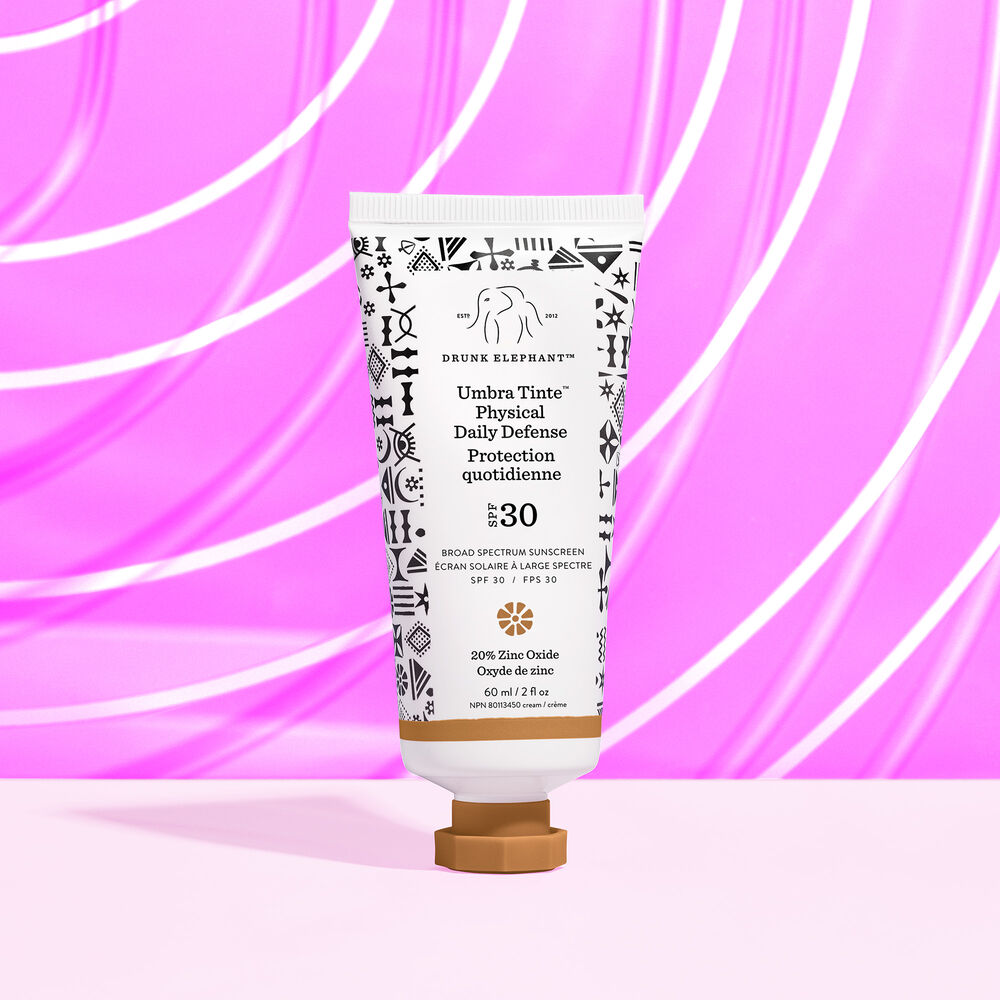 ESTD. 2012
DRUNK ELEPHANT™
Umbra Tinte™
Physical
Daily Defense
Protection
quotidienne
SPF 30
BROAD SPECTRUM SUNSCREEN
ÉCRAN SOLAIRE À LARGE SPECTRE
SPF 30 / FPS 30
20% Zinc Oxide
Oxyde de zinc
60 ml / 2 fl oz
NPN 80113450 cream / crème